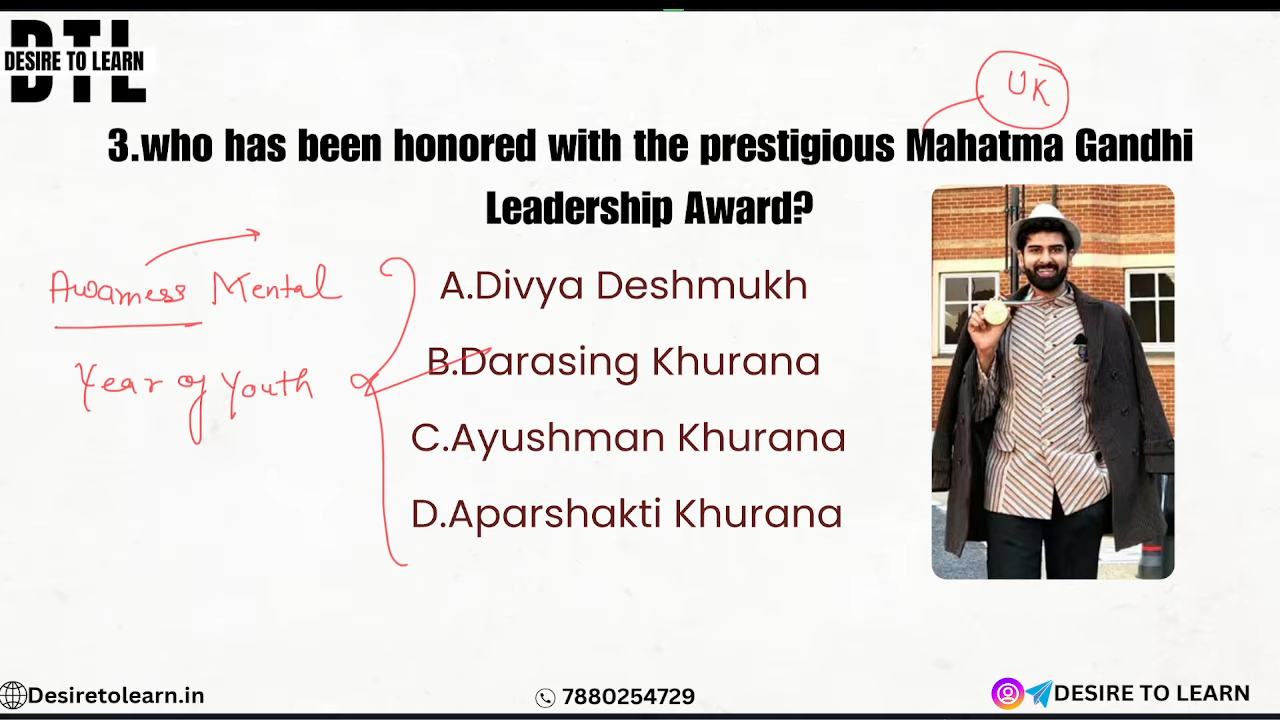 DTL
DESIRE TO LEARN
UK
3.who has been honored with the prestigious Mahatma Gandhi
Leadership Award?
Awarness Mental
Year of Youth
A.Divya Deshmukh
B.Darasing Khurana
C.Ayushman Khurana
D.Aparshakti Khurana
Desiretolearn.in
7880254729
DESIRE TO LEARN